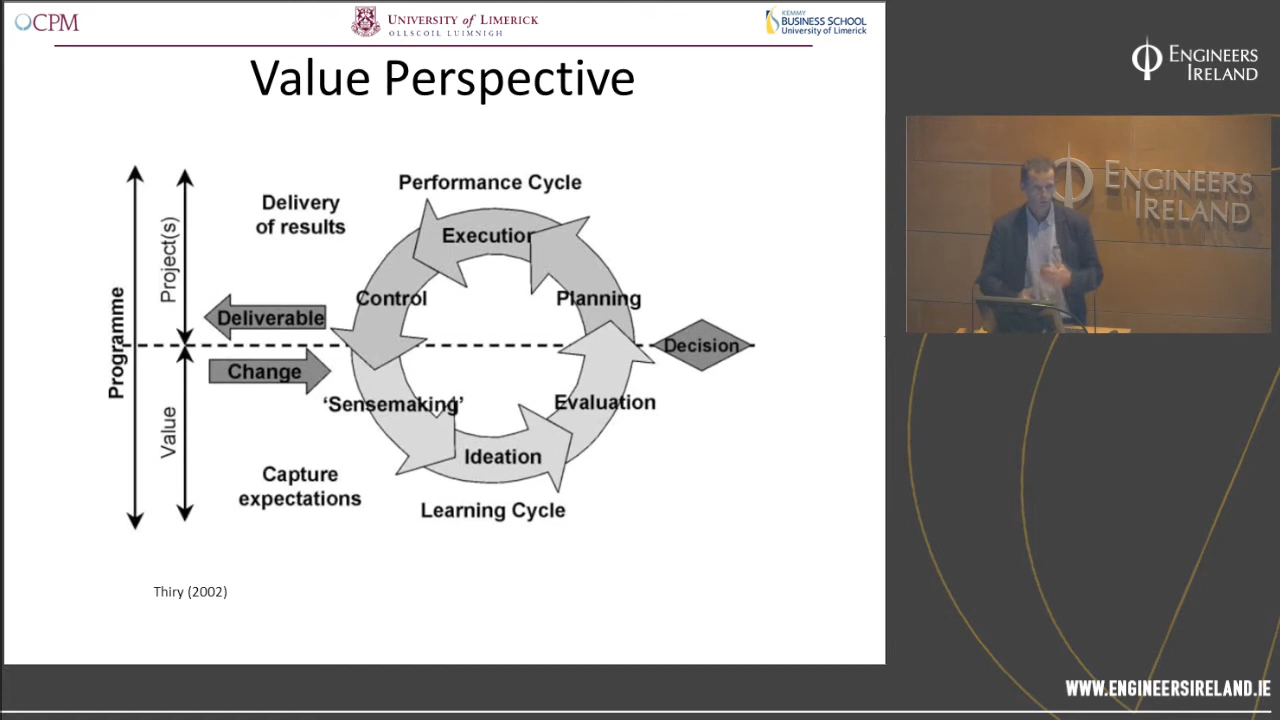 CPM
UNIVERSITY of LIMERICK
OLLSCOIL LUIMNIGH
KEMMY
BUSINESS SCHOOL
University of Limerick
Value Perspective
ENGINEERS
IRELAND
Performance Cycle
Delivery
of results
Execution
Project(s)
Control
Planning
Deliverable
Programme
Decision
Change
'Sensemaking'
Evaluation
Value
Ideation
Capture
expectations
Learning Cycle
Thiry (2002)
ENGINEERS
IRELAND
WWW.ENGINEERSIRELAND.IE